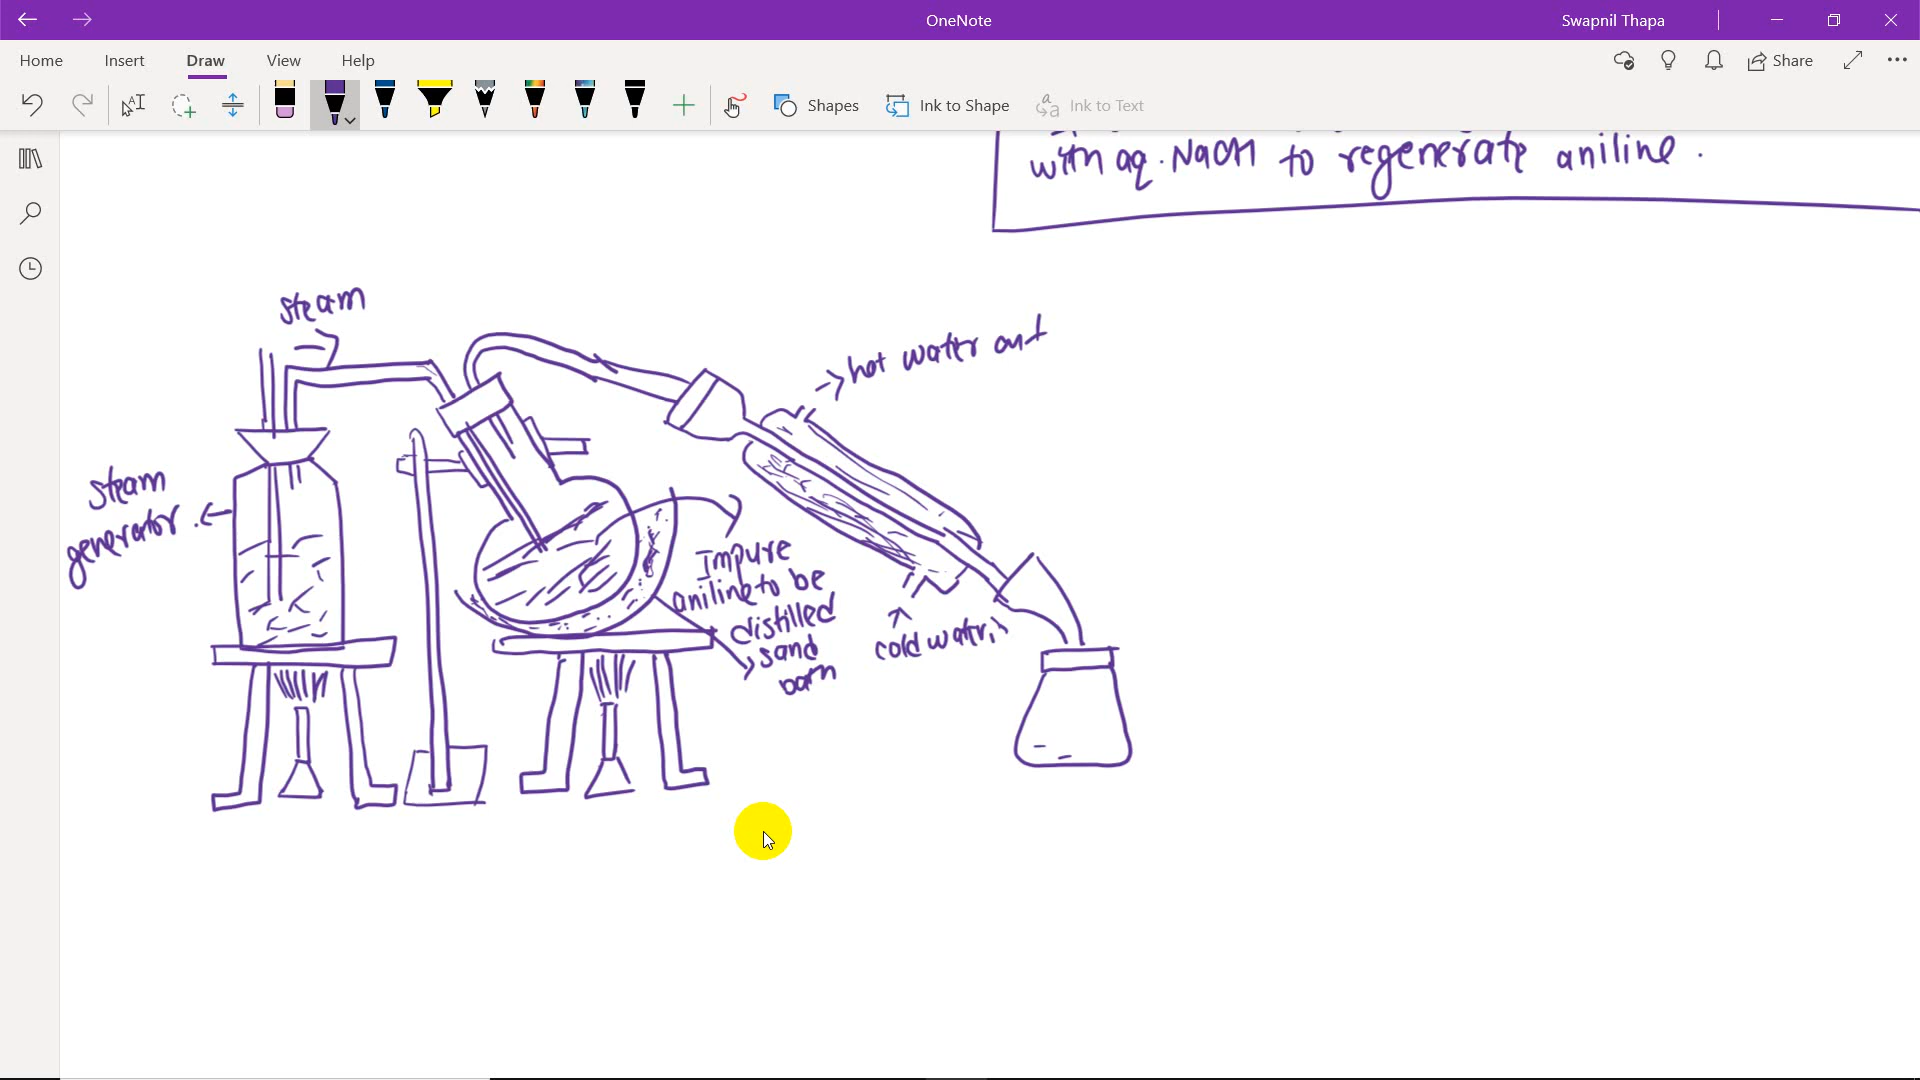 OneNote
Swapnil Thapa
Home Insert Draw View Help
Share
Shapes
Ink to Shape
Ink to Text
with aq. NaOH to regenerate aniline.
steam
→ hot water out
steam
generator.
Impure
aniline to be
distilled
sand
bath
cold water in